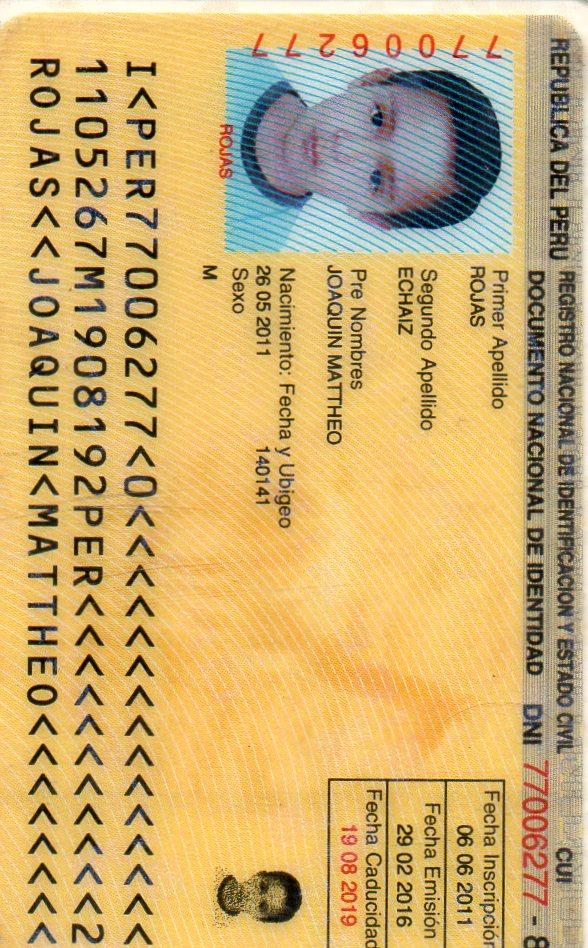 REPUBLICA DEL PERU REGISTRO NACIONAL DE IDENTIFICACION Y ESTADO CIVIL CUI
DOCUMENTO NACIONAL DE IDENTIDAD DNI 77006277 - 8
77006277
ROJAS
Primer Apellido
ROJAS
Segundo Apellido
ECHAIZ
Pre Nombres
JOAQUIN MATTHEO
Nacimiento: Fecha y Ubigeo
26 05 2011 140141
Sexo
M
Fecha Inscripció
06 06 2011
Fecha Emisión
29 02 2016
Fecha Caducidad
19 08 2019
I<PER77006277<0<<<<<<<<<<<<<<<
1105267M1908192PER<<<<<<<<<<<2
ROJAS<<JOAQUIN<MATTHEO<<<<<<<<